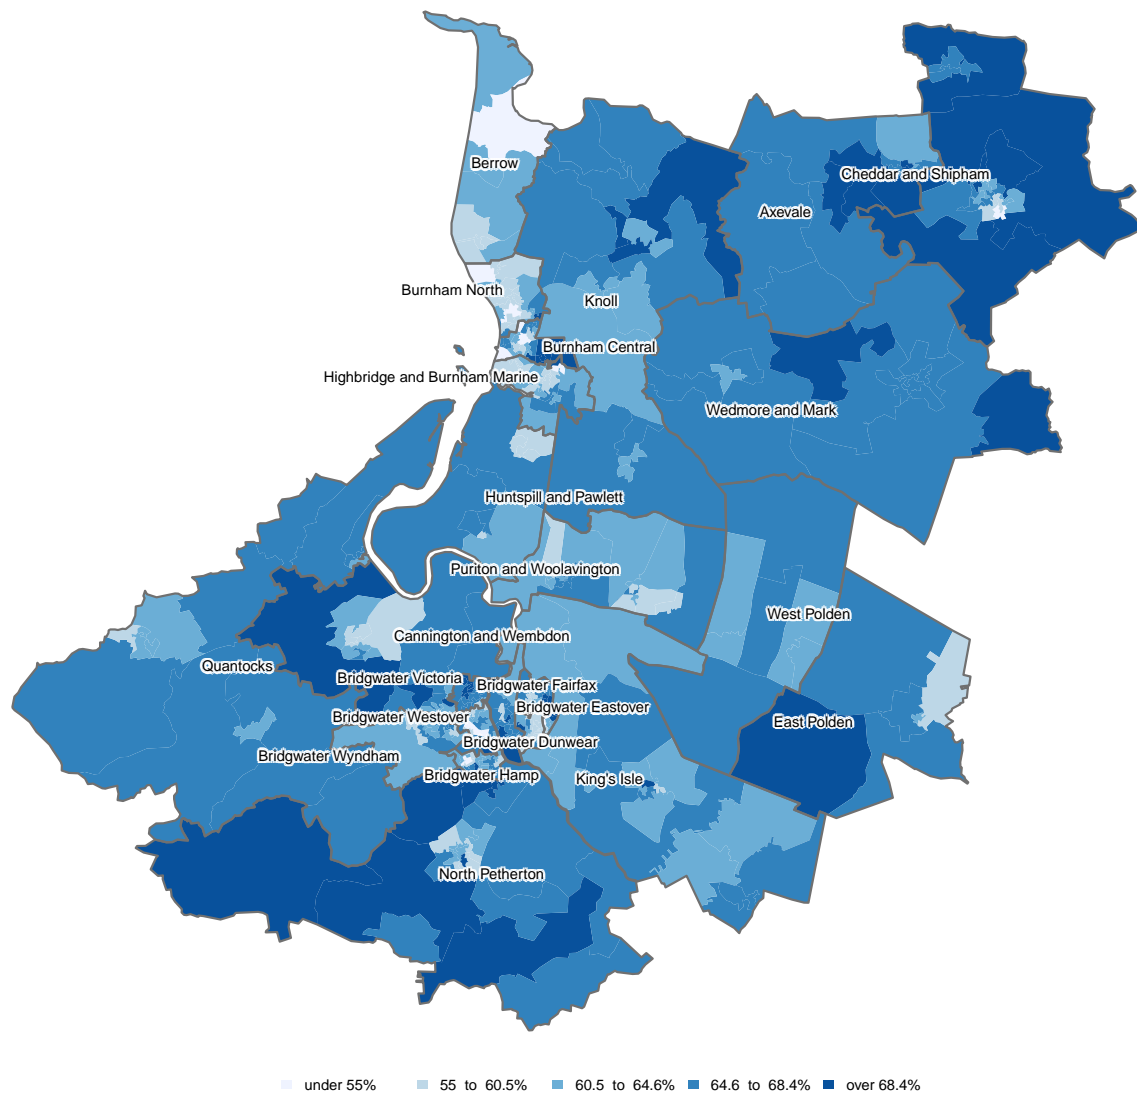 Berrow
Cheddar and Shipham
Axevale
Burnham North
Knoll
Burnham Central
Highbridge and Burnham Marine
Wedmore and Mark
Huntspill and Pawlett
Puriton and Woolavington
West Polden
Cannington and Wembdon
Quantocks
Bridgwater Victoria
Bridgwater Fairfax
Bridgwater Eastover
Bridgwater Westover
East Polden
Bridgwater Dunwear
Bridgwater Wyndham
Bridgwater Hamp
King's Isle
North Petherton
under 55% 55 to 60.5% 60.5 to 64.6% 64.6 to 68.4% over 68.4%